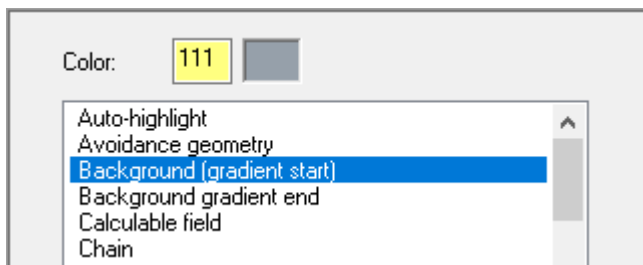 Color: 111
Auto-highlight
Avoidance geometry
Background (gradient start)
Background gradient end
Calculable field
Chain